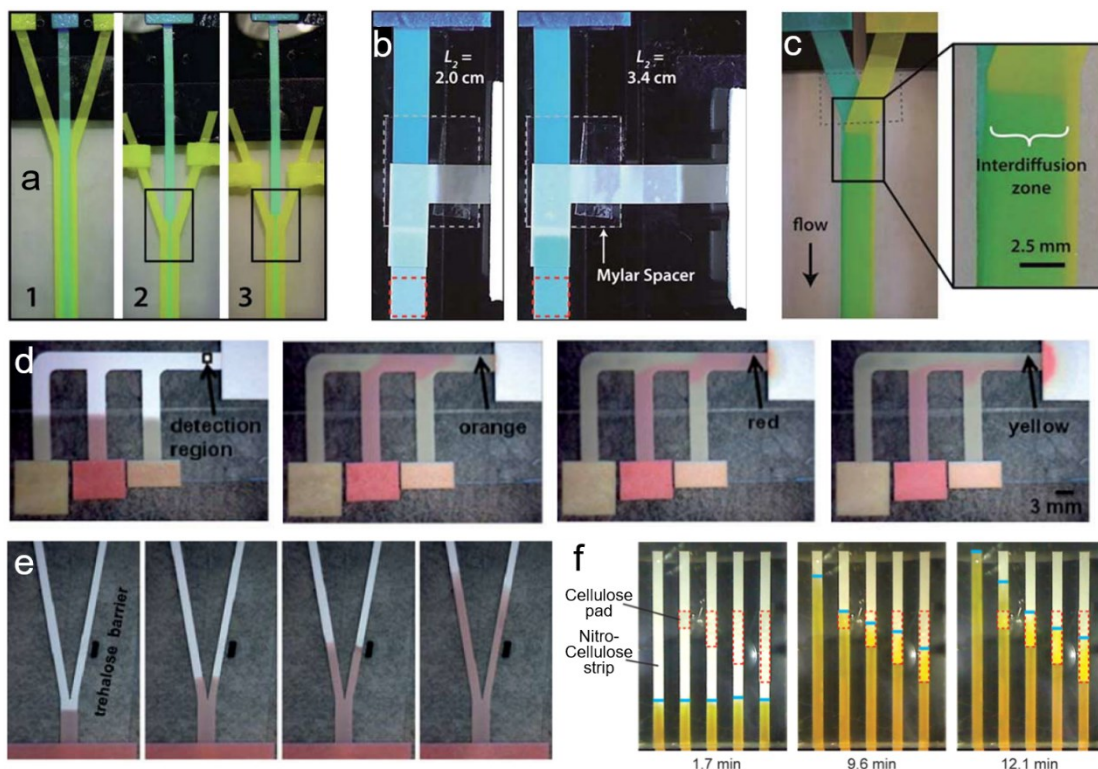 a
1
2
3
b
L2 =
2.0 cm
L2 =
3.4 cm
Mylar Spacer
c
flow
Interdiffusion
zone
2.5 mm
d
detection
region
orange
red
yellow
3 mm
e
trehalose barrier
f
Cellulose
pad
Nitro-
Cellulose
strip
1.7 min
9.6 min
12.1 min